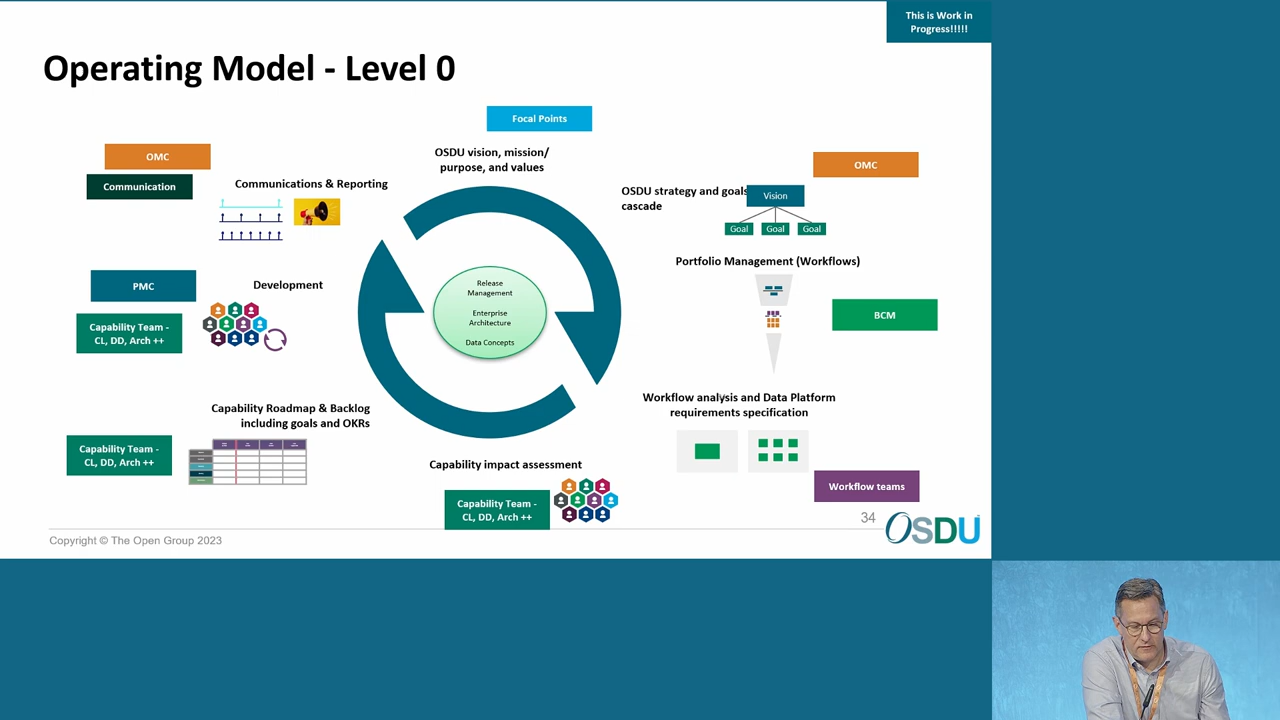 This is Work in
Progress!!!!!
Operating Model - Level 0
Focal Points
OSDU vision, mission/
purpose, and values
OMC
Communication
Communications & Reporting
OMC
OSDU strategy and goals
cascade
Vision
Goal
Goal
Goal
Portfolio Management (Workflows)
BCM
PMC
Development
Capability Team -
CL, DD, Arch ++
Release
Management
Enterprise
Architecture
Data Concepts
Workflow analysis and Data Platform
requirements specification
Workflow teams
Capability Roadmap & Backlog
including goals and OKRs
Capability Team -
CL, DD, Arch ++
Capability impact assessment
Capability Team -
CL, DD, Arch ++
34
OSDU
Copyright © The Open Group 2023